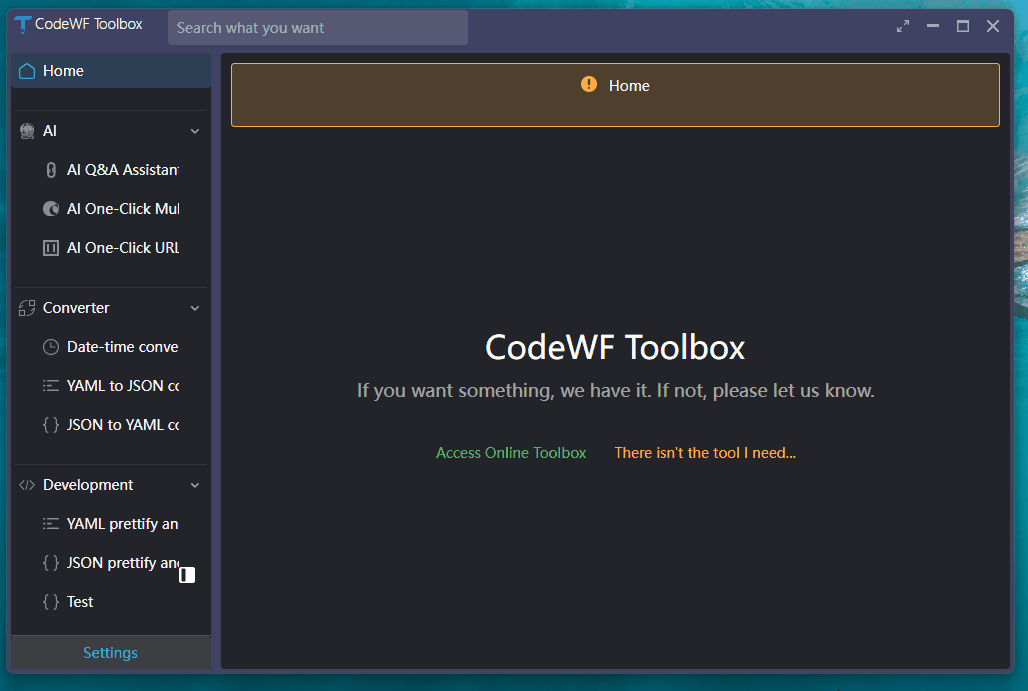 CodeWF Toolbox
Search what you want
Home
AI
AI Q&A Assistan
AI One-Click Mul
AI One-Click URL
Converter
Date-time conve
YAML to JSON co
JSON to YAML co
Development
YAML prettify an
JSON prettify and
Test
Settings
Home
CodeWF Toolbox
If you want something, we have it. If not, please let us know.
Access Online Toolbox
There isn't the tool I need...